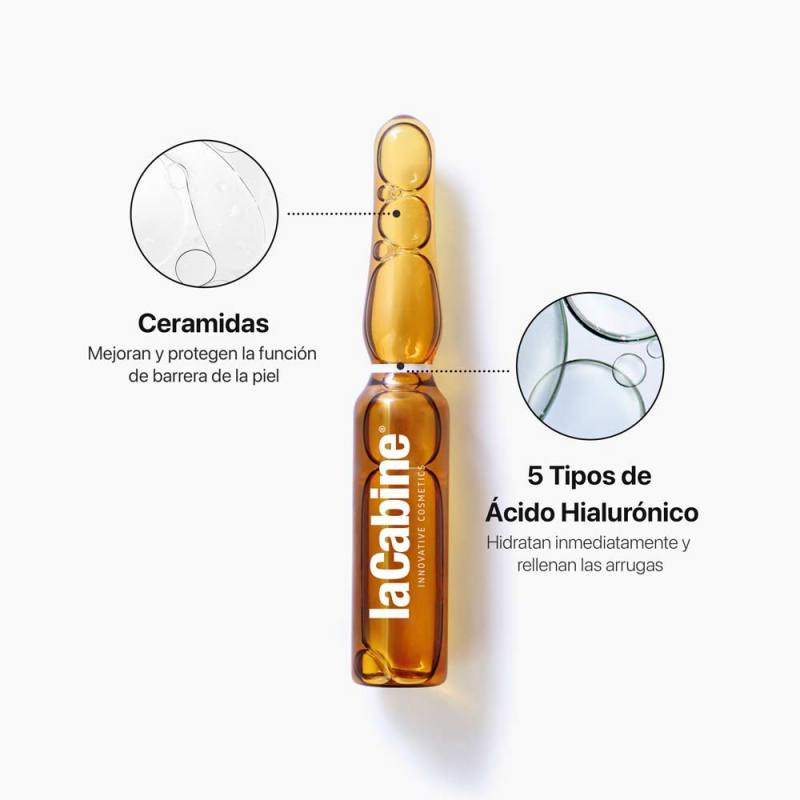 Ceramidas
Mejoran y protegen la función
de barrera de la piel
laCabine®
INNOVATIVE COSMETICS
5 Tipos de
Ácido Hialurónico
Hidratan inmediatamente y
rellenan las arrugas